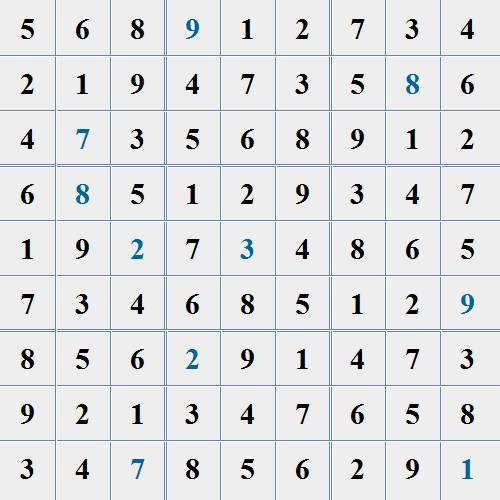 5 6 8 9 1 2 7 3 4
2 1 9 4 7 3 5 8 6
4 7 3 5 6 8 9 1 2
6 8 5 1 2 9 3 4 7
1 9 2 7 3 4 8 6 5
7 3 4 6 8 5 1 2 9
8 5 6 2 9 1 4 7 3
9 2 1 3 4 7 6 5 8
3 4 7 8 5 6 2 9 1